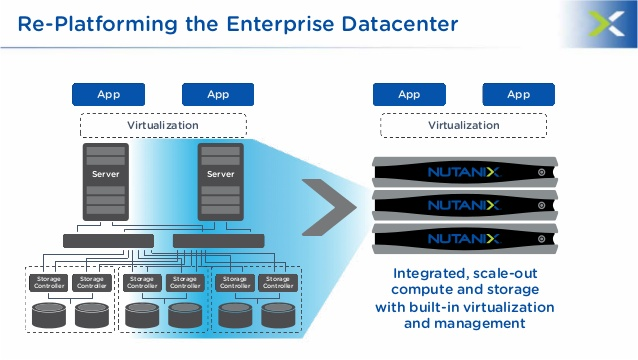 Re-Platforming the Enterprise Datacenter
App App App App
Virtualization Virtualization
Server Server
NUTANIX
NUTANIX
NUTANIX
Storage Controller
Storage Controller
Storage Controller
Storage Controller
Storage Controller
Storage Controller
Integrated, scale-out
compute and storage
with built-in virtualization
and management